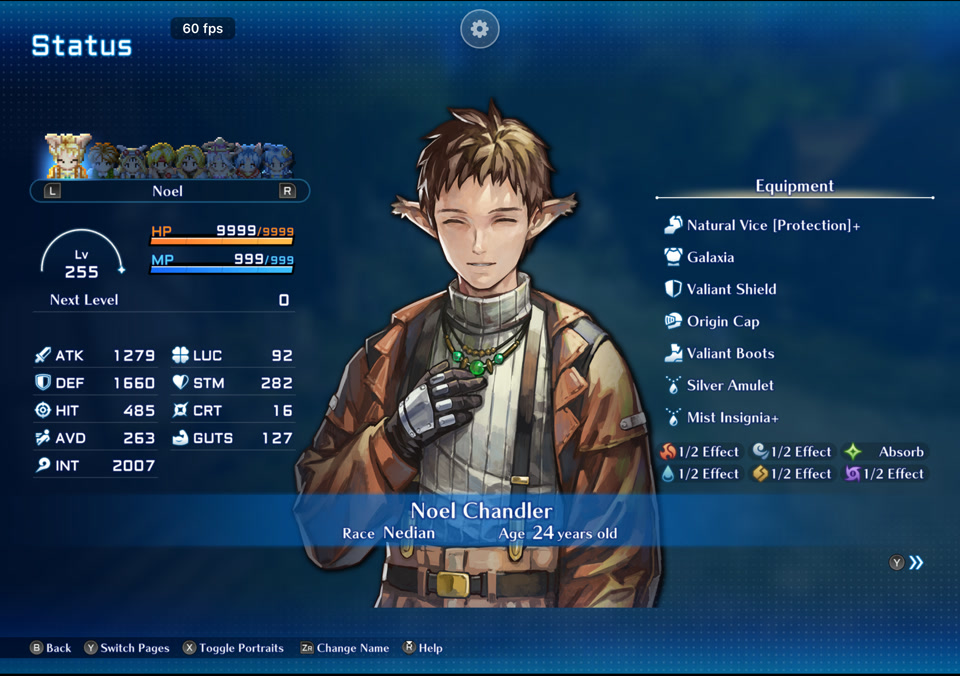 60 fps
Status
L Noel R
Lv
255
HP 9999/9999
MP 999/999
Next Level 0
ATK 1279 LUC 92
DEF 1660 STM 282
HIT 485 CRT 16
AVD 263 GUTS 127
INT 2007
Equipment
Natural Vice [Protection]+
Galaxia
Valiant Shield
Origin Cap
Valiant Boots
Silver Amulet
Mist Insignia+
1/2 Effect 1/2 Effect Absorb
1/2 Effect 1/2 Effect 1/2 Effect
Noel Chandler
Race Nedian Age 24 years old
Y
B Back Y Switch Pages X Toggle Portraits ZR Change Name R Help